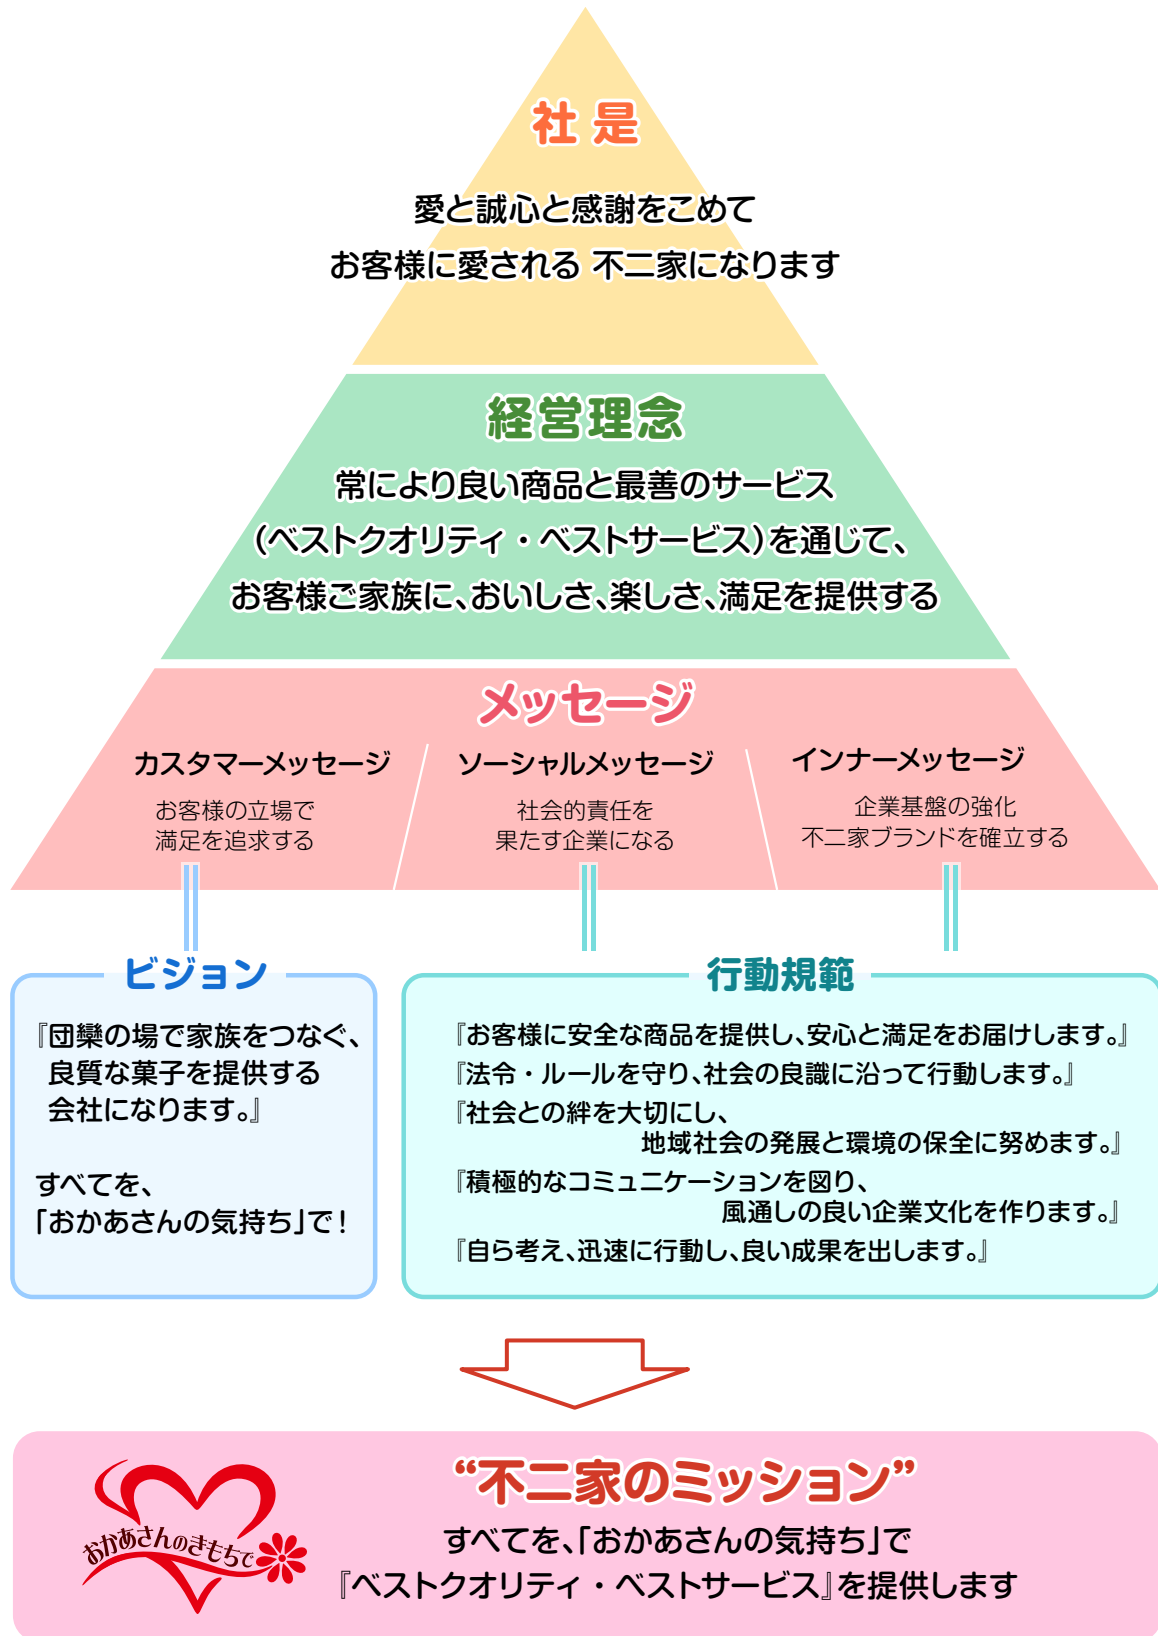 社是
愛と誠心と感謝をこめて
お客様に愛される 不二家になります
経営理念
常により良い商品と最善のサービス
（ベストクオリティ・ベストサービス）を通じて、
お客様ご家族に、おいしさ、楽しさ、満足を提供する
メッセージ
カスタマーメッセージ
お客様の立場で
満足を追求する
ソーシャルメッセージ
社会的責任を
果たす企業になる
インナーメッセージ
企業基盤の強化
不二家ブランドを確立する
ビジョン
『団欒の場で家族をつなぐ、
良質な菓子を提供する
会社になります。』
すべてを、
「おかあさんの気持ち」で！
行動規範
『お客様に安全な商品を提供し、安心と満足をお届けします。』
『法令・ルールを守り、社会の良識に沿って行動します。』
『社会との絆を大切にし、
地域社会の発展と環境の保全に努めます。』
『積極的なコミュニケーションを図り、
風通しの良い企業文化を作ります。』
『自ら考え、迅速に行動し、良い成果を出します。』
おかあさんのきもちで
“不二家のミッション”
すべてを、「おかあさんの気持ち」で
『ベストクオリティ・ベストサービス』を提供します